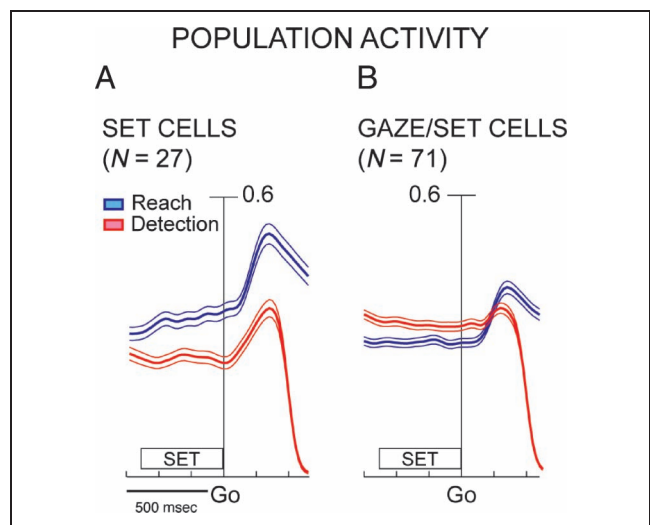 POPULATION ACTIVITY
A
SET CELLS
(N = 27)
0.6
Reach
Detection
SET
Go
500 msec
B
GAZE/SET CELLS
(N = 71)
0.6
SET
Go